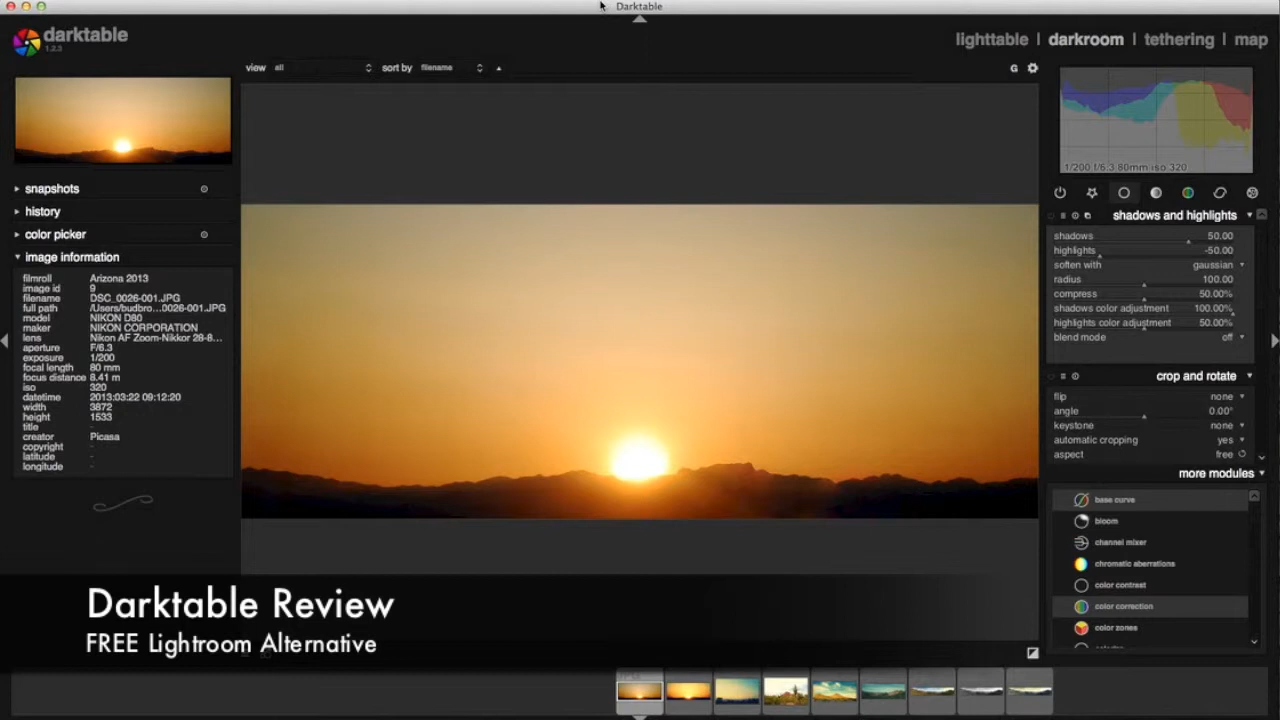 Darktable
darktable
1.2.3
lighttable | darkroom | tethering | map
view all sort by filename
G
1/200 f/6.3 80mm iso 320
snapshots
history
color picker
image information
filmroll Arizona 2013
image id 9
filename DSC_0026-001.JPG
full path /Users/budbro...0026-001.JPG
model NIKON D80
maker NIKON CORPORATION
lens Nikon AF Zoom-Nikkor 28-8...
aperture F/6.3
exposure 1/200
focal length 80 mm
focus distance 8.41 m
iso 320
datetime 2013:03:22 09:12:20
width 3872
height 1533
title -
creator Picasa
copyright -
latitude -
longitude -
shadows and highlights
shadows 50.00
highlights -50.00
soften with gaussian
radius 100.00
compress 50.00%
shadows color adjustment 100.00%
highlights color adjustment 50.00%
blend mode off
crop and rotate
flip none
angle 0.00°
keystone none
automatic cropping yes
aspect free
more modules
base curve
bloom
channel mixer
chromatic aberrations
color contrast
color correction
color zones
Darktable Review
FREE Lightroom Alternative